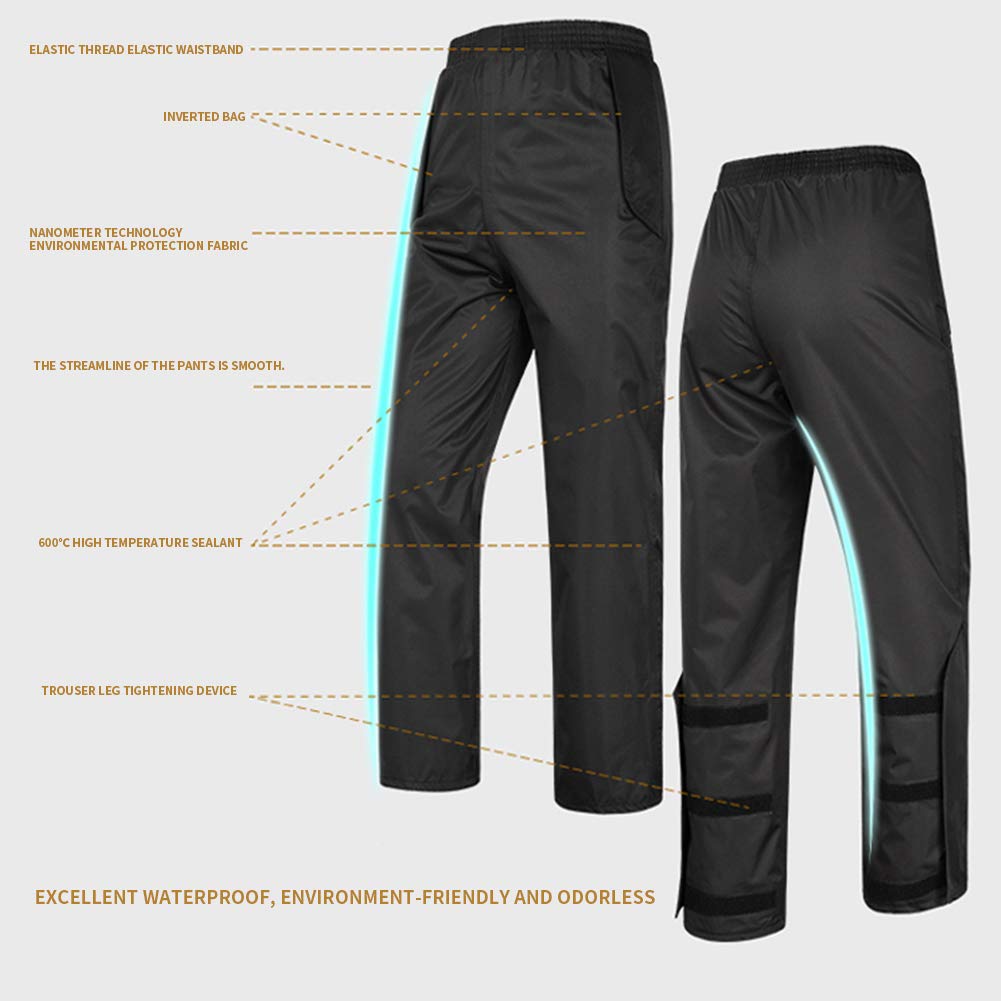 ELASTIC THREAD ELASTIC WAISTBAND
INVERTED BAG
NANOMETER TECHNOLOGY
ENVIRONMENTAL PROTECTION FABRIC
THE STREAMLINE OF THE PANTS IS SMOOTH.
600°C HIGH TEMPERATURE SEALANT
TROUSER LEG TIGHTENING DEVICE
EXCELLENT WATERPROOF, ENVIRONMENT-FRIENDLY AND ODORLESS